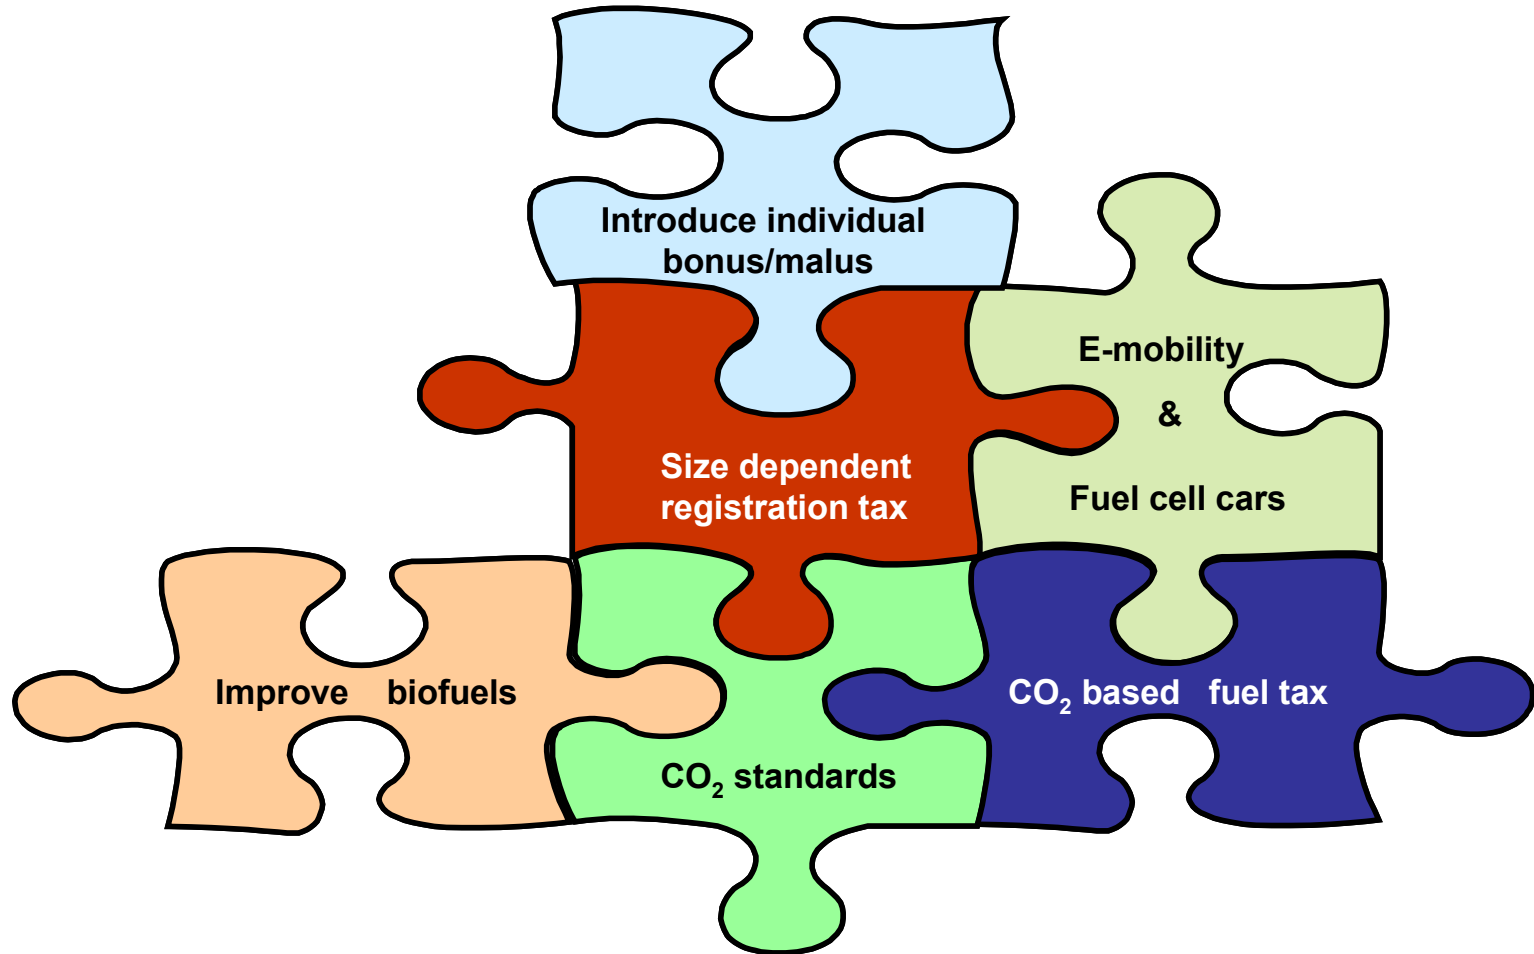 Introduce individual
bonus/malus
E-mobility
&
Fuel cell cars
Size dependent
registration tax
Improve biofuels
CO₂ based fuel tax
CO₂ standards